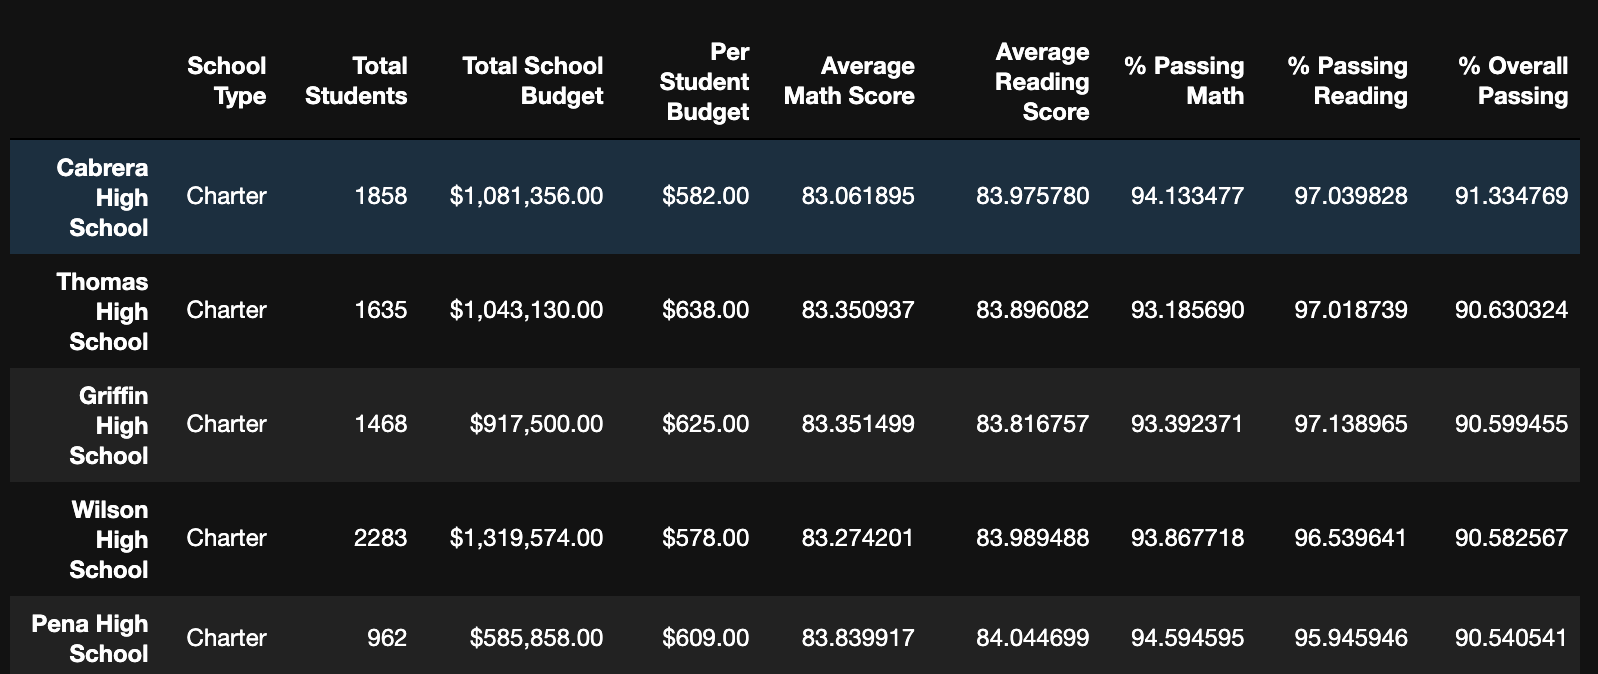 School Type Total Students Total School Budget Per Student Budget Average Math Score Average Reading Score % Passing Math % Passing Reading % Overall Passing
Cabrera High School Charter 1858 $1,081,356.00 $582.00 83.061895 83.975780 94.133477 97.039828 91.334769
Thomas High School Charter 1635 $1,043,130.00 $638.00 83.350937 83.896082 93.185690 97.018739 90.630324
Griffin High School Charter 1468 $917,500.00 $625.00 83.351499 83.816757 93.392371 97.138965 90.599455
Wilson High School Charter 2283 $1,319,574.00 $578.00 83.274201 83.989488 93.867718 96.539641 90.582567
Pena High School Charter 962 $585,858.00 $609.00 83.839917 84.044699 94.594595 95.945946 90.540541